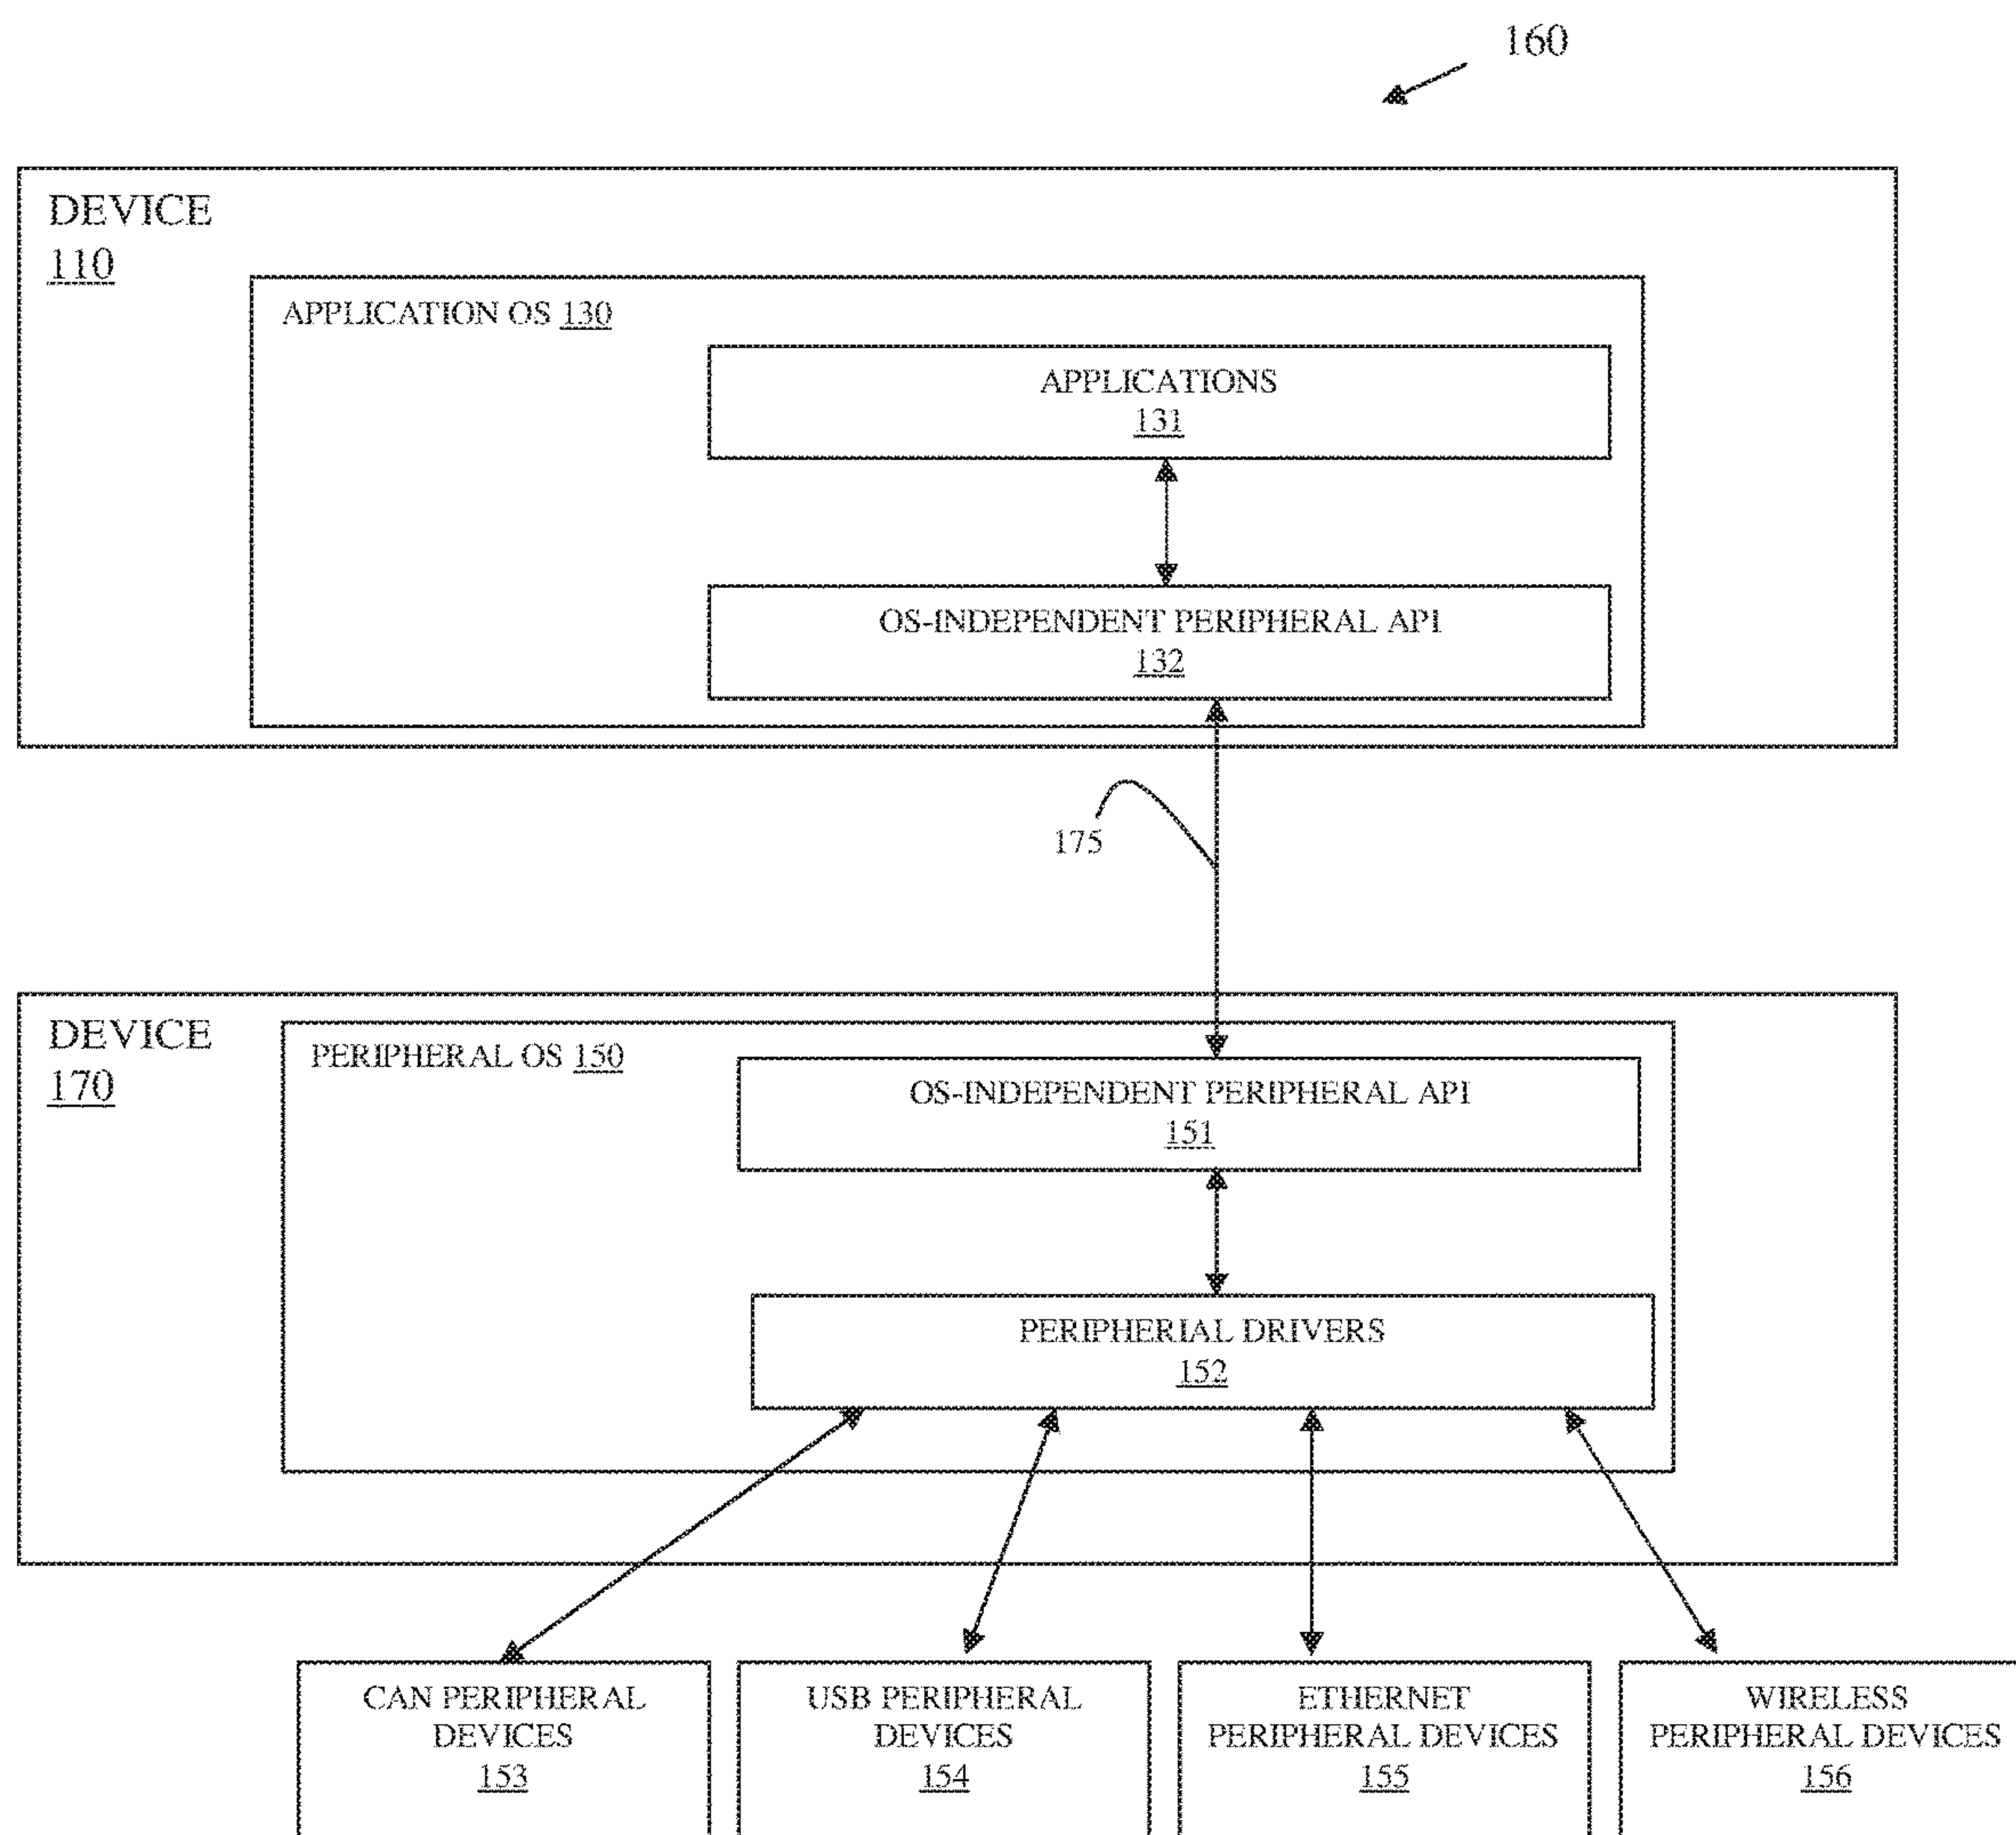 160
DEVICE
110
APPLICATION OS 130
APPLICATIONS
131
OS-INDEPENDENT PERIPHERAL API
132
175
DEVICE
170
PERIPHERAL OS 150
OS-INDEPENDENT PERIPHERAL API
151
PERIPHERIAL DRIVERS
152
CAN PERIPHERAL
DEVICES
153
USB PERIPHERAL
DEVICES
154
ETHERNET
PERIPHERAL DEVICES
155
WIRELESS
PERIPHERAL DEVICES
156